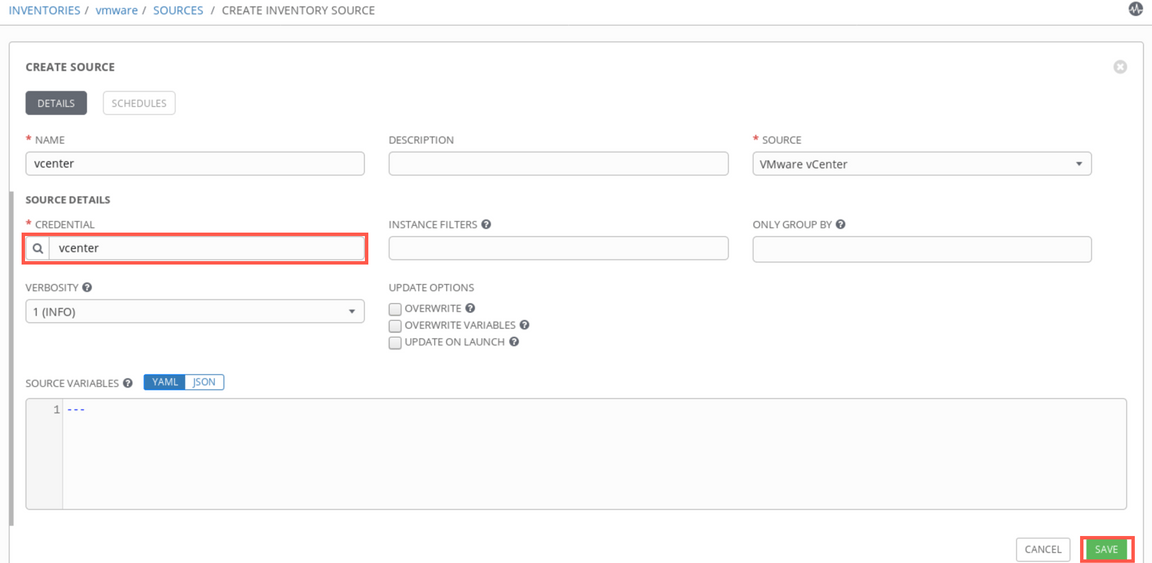 INVENTORIES / vmware / SOURCES / CREATE INVENTORY SOURCE
CREATE SOURCE
DETAILS SCHEDULES
* NAME DESCRIPTION * SOURCE
vcenter VMware vCenter
SOURCE DETAILS
* CREDENTIAL INSTANCE FILTERS ? ONLY GROUP BY ?
vcenter
VERBOSITY ? UPDATE OPTIONS
1 (INFO) OVERWRITE ?
OVERWRITE VARIABLES ?
UPDATE ON LAUNCH ?
SOURCE VARIABLES ? YAML JSON
1 ---
CANCEL SAVE